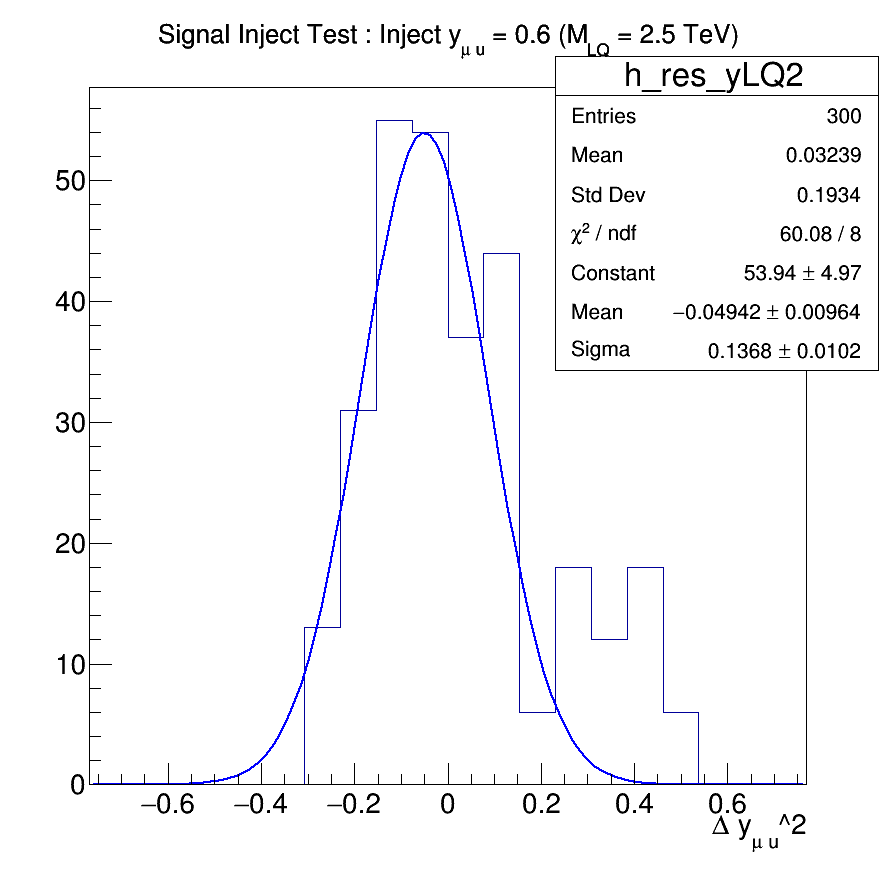 Signal Inject Test : Inject y_μ u = 0.6 (M_LQ = 2.5 TeV)
h_res_yLQ2
Entries 300
Mean 0.03239
Std Dev 0.1934
χ² / ndf 60.08 / 8
Constant 53.94 ± 4.97
Mean −0.04942 ± 0.00964
Sigma 0.1368 ± 0.0102
50
40
30
20
10
0
−0.6 −0.4 −0.2 0 0.2 0.4 0.6
Δ y_μ u^2